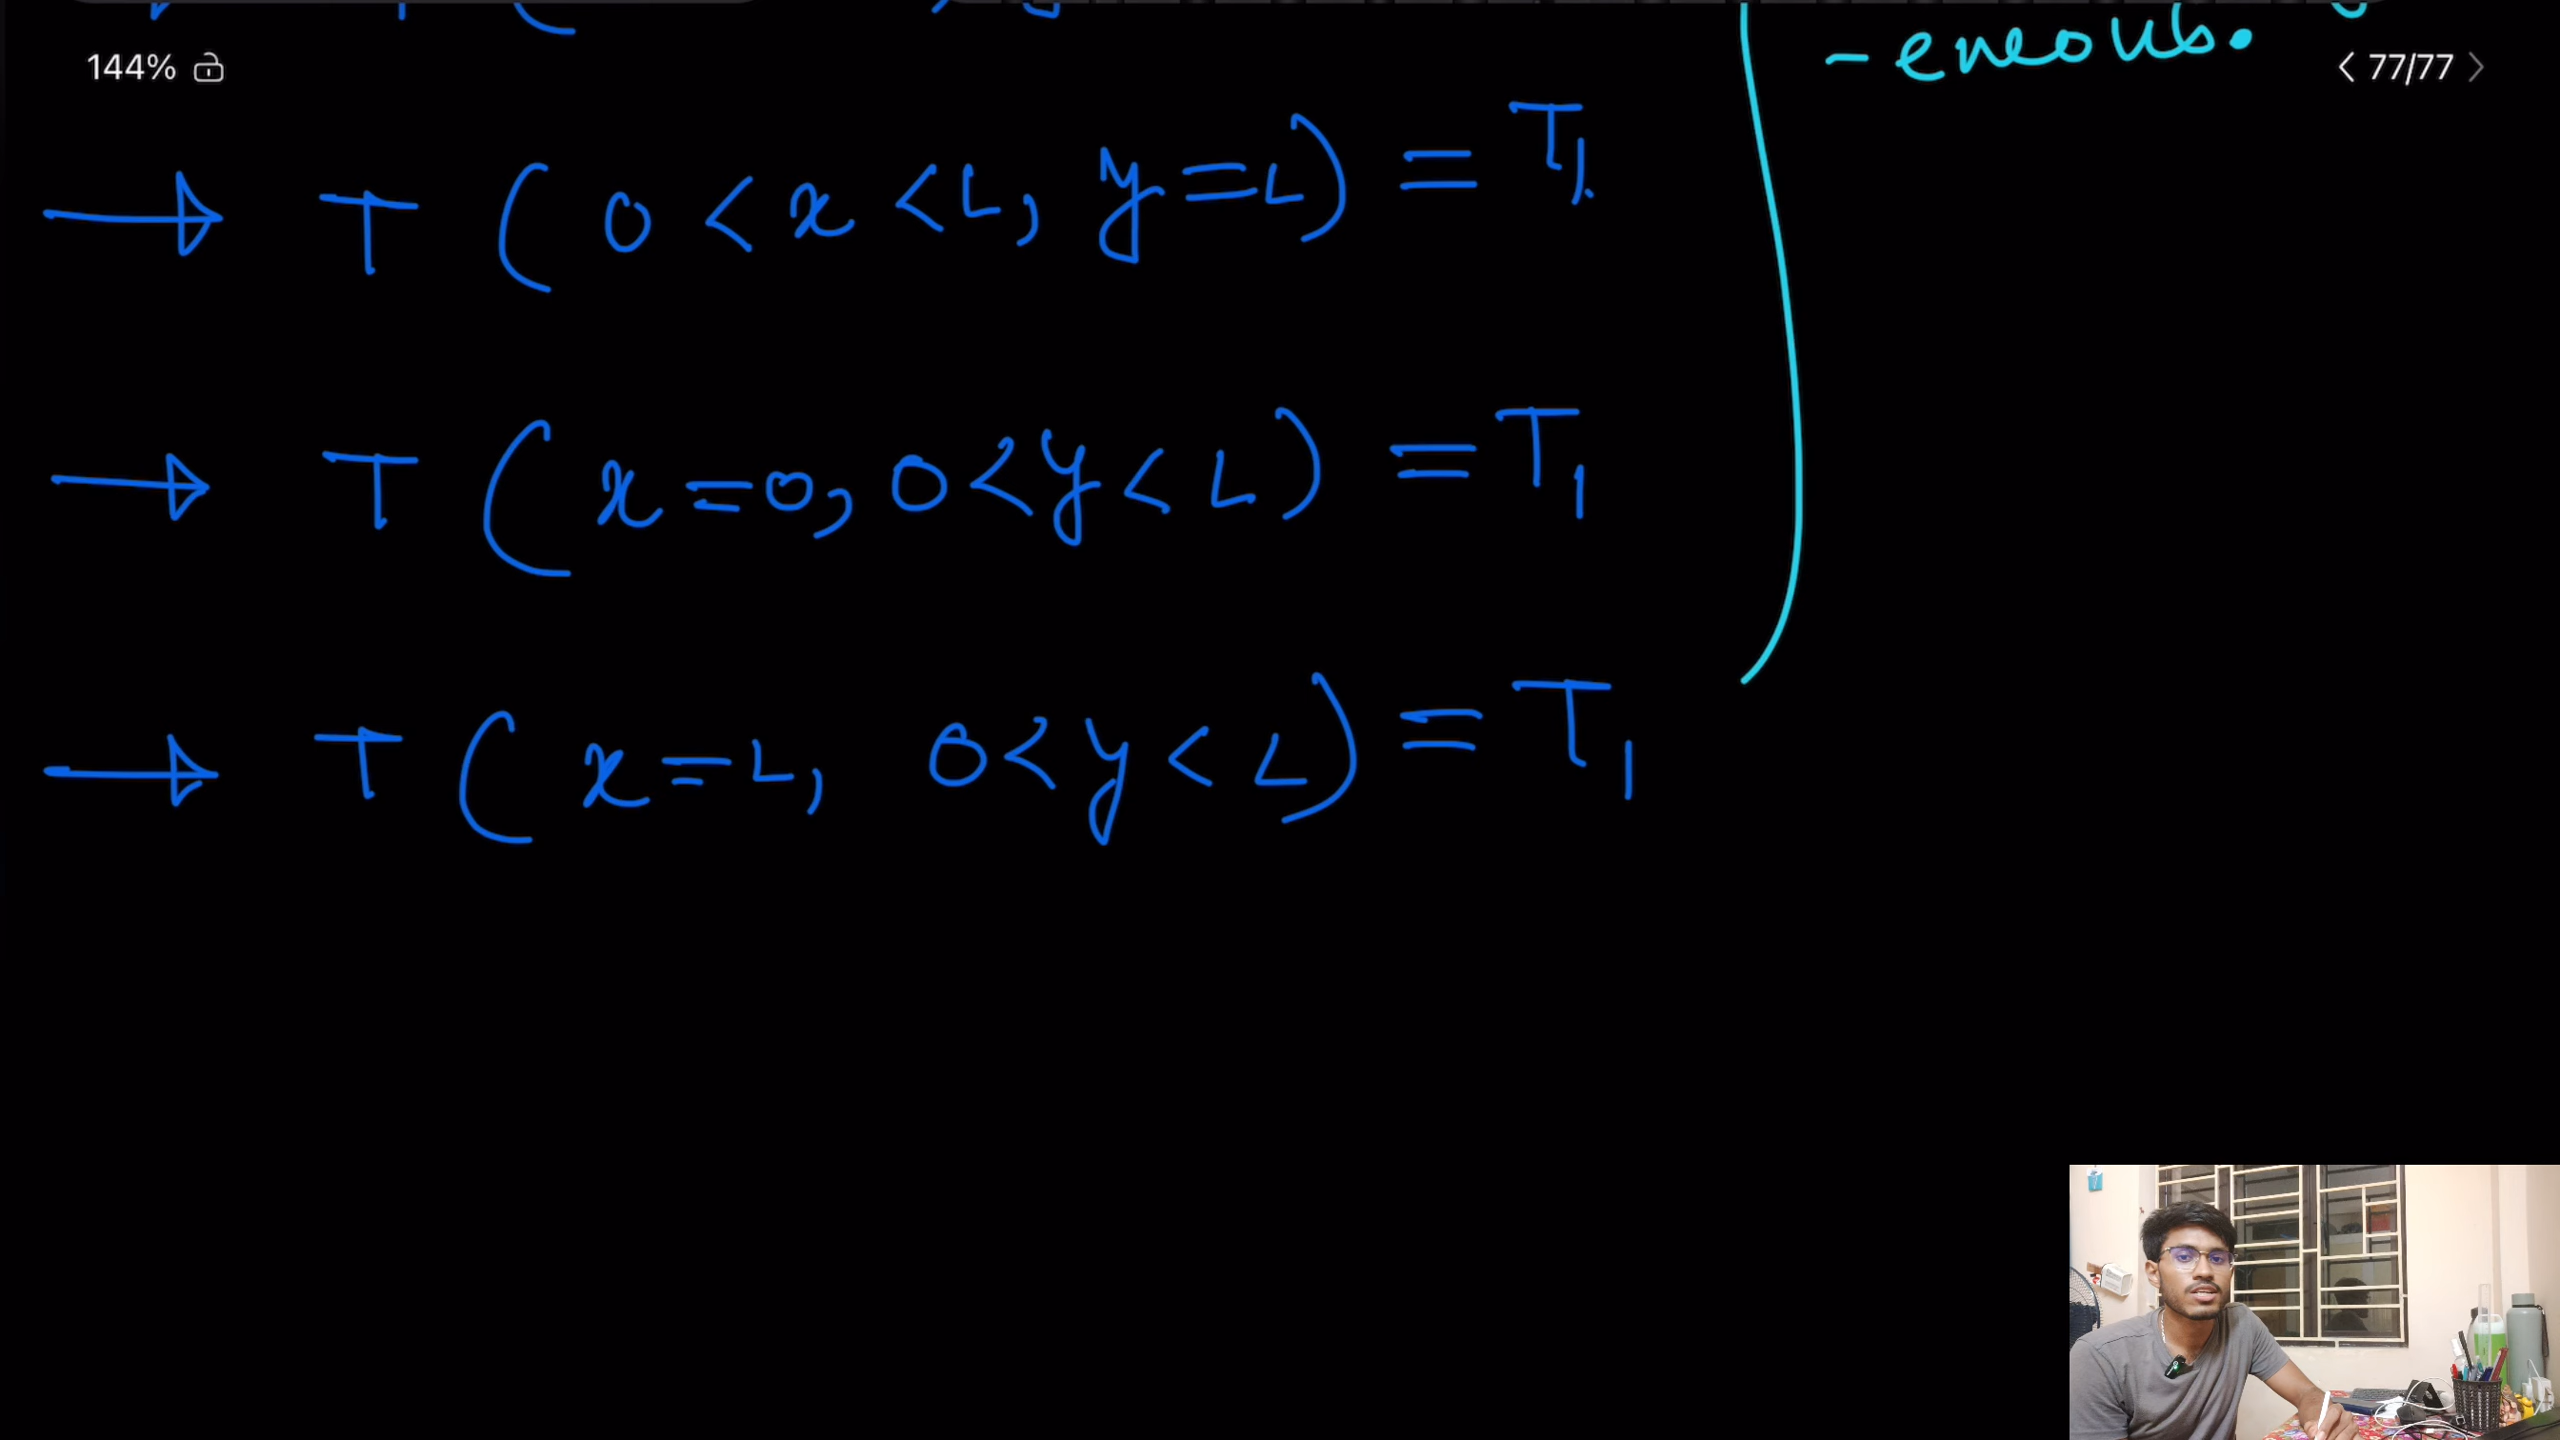 - eneous.
144% 77/77
→ T ( 0 < x < L, y = L ) = T₁
→ T ( x = 0, 0 < y < L ) = T₁
→ T ( x = L, 0 < y < L ) = T₁